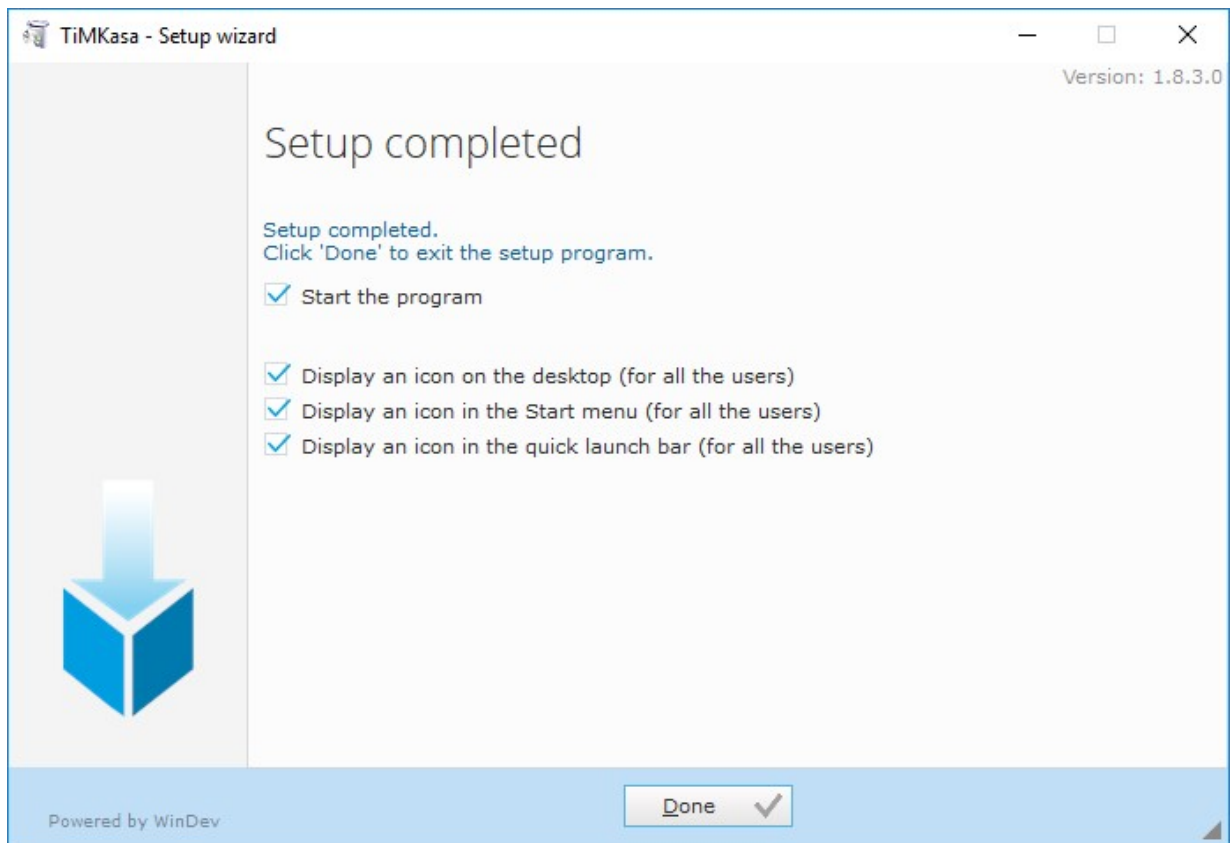 TiMKasa - Setup wizard
Version: 1.8.3.0
Setup completed
Setup completed.
Click 'Done' to exit the setup program.
Start the program
Display an icon on the desktop (for all the users)
Display an icon in the Start menu (for all the users)
Display an icon in the quick launch bar (for all the users)
Done
Powered by WinDev